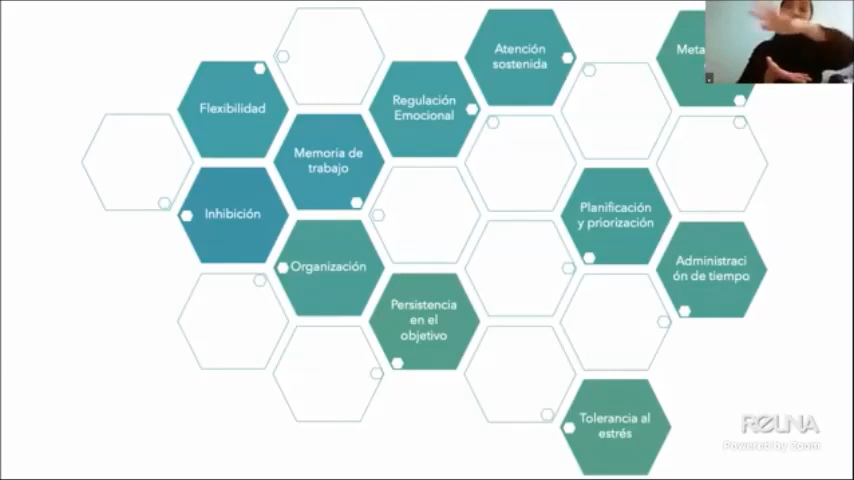 Atención
sostenida
Meta
Flexibilidad
Regulación
Emocional
Memoria de
trabajo
Inhibición
Planificación
y priorización
Organización
Administraci
ón de tiempo
Persistencia
en el
objetivo
Tolerancia al
estrés
RELNA
Powered by Zoom